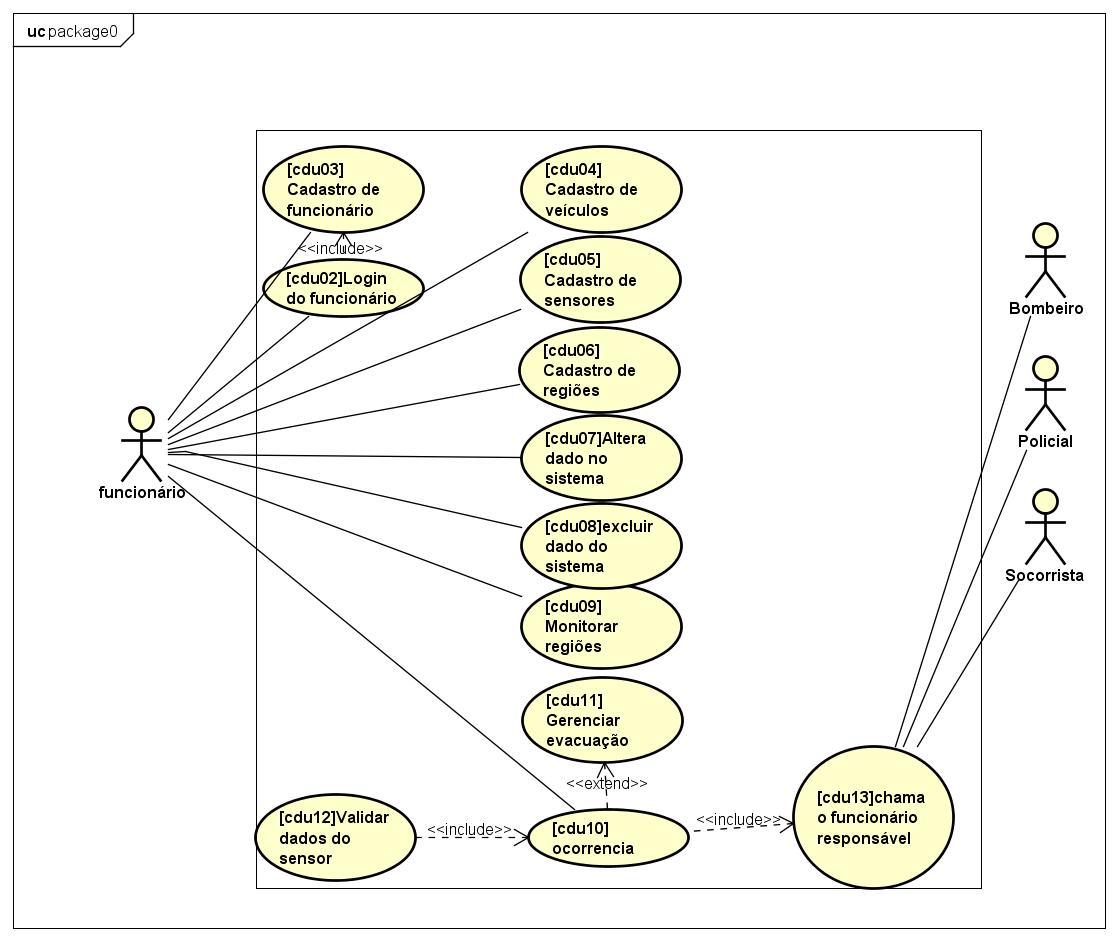 uc package0
[cdu03]
Cadastro de
funcionário
<<include>>
[cdu02]Login
do funcionário
[cdu04]
Cadastro de
veículos
[cdu05]
Cadastro de
sensores
[cdu06]
Cadastro de
regiões
[cdu07]Altera
dado no
sistema
[cdu08]excluir
dado do
sistema
[cdu09]
Monitorar
regiões
[cdu11]
Gerenciar
evacuação
<<extend>>
[cdu12]Validar
dados do
sensor
<<include>>
[cdu10]
ocorrencia
<<include>>
[cdu13]chama
o funcionário
responsável
funcionário
Bombeiro
Policial
Socorrista